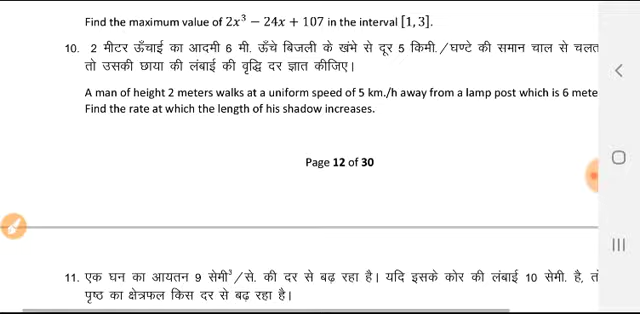 Find the maximum value of 2x³ − 24x + 107 in the interval [1, 3].
10. 2 मीटर ऊँचाई का आदमी 6 मी. ऊँचे बिजली के खंभे से दूर 5 किमी./घण्टे की समान चाल से चलत
तो उसकी छाया की लंबाई की वृद्धि दर ज्ञात कीजिए।
A man of height 2 meters walks at a uniform speed of 5 km./h away from a lamp post which is 6 mete
Find the rate at which the length of his shadow increases.
Page 12 of 30
11. एक घन का आयतन 9 सेमी³/से. की दर से बढ़ रहा है। यदि इसके कोर की लंबाई 10 सेमी. है, तं
पृष्ठ का क्षेत्रफल किस दर से बढ़ रहा है।